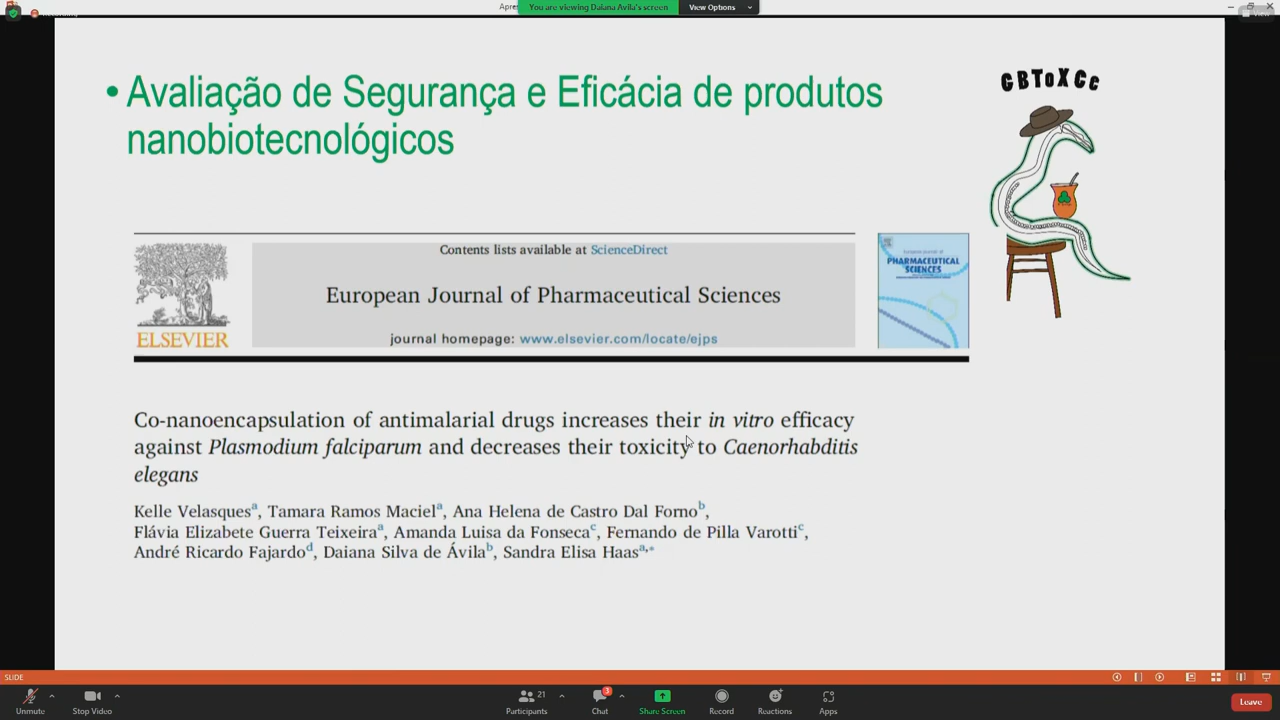 You are viewing Daiana Avila's screen
View Options
View
• Avaliação de Segurança e Eficácia de produtos
nanobiotecnológicos
GBToXCe
Contents lists available at ScienceDirect
European Journal of Pharmaceutical Sciences
journal homepage: www.elsevier.com/locate/ejps
ELSEVIER
PHARMACEUTICAL
SCIENCES
Co-nanoencapsulation of antimalarial drugs increases their in vitro efficacy
against Plasmodium falciparum and decreases their toxicity to Caenorhabditis
elegans
Kelle Velasquesa, Tamara Ramos Maciela, Ana Helena de Castro Dal Fornob,
Flávia Elizabete Guerra Teixeiraa, Amanda Luisa da Fonsecac, Fernando de Pilla Varottic,
André Ricardo Fajardod, Daiana Silva de Ávilab, Sandra Elisa Haasa,*
SLIDE
Unmute
Stop Video
21
Participants
3
Chat
Share Screen
Record
Reactions
Apps
Leave